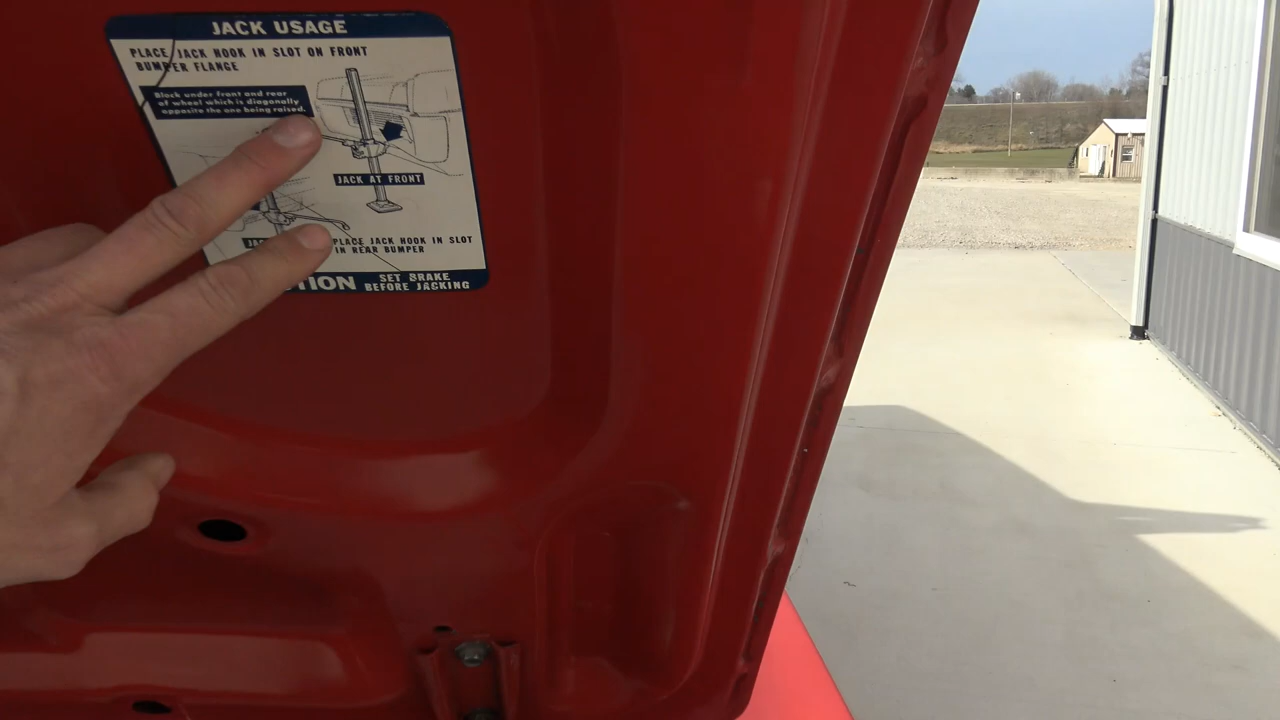 JACK USAGE
PLACE JACK HOOK IN SLOT ON FRONT
BUMPER FLANGE
Block under front and rear
of wheel which is diagonally
opposite the one being raised.
JACK AT FRONT
PLACE JACK HOOK IN SLOT
IN REAR BUMPER
SET BRAKE
BEFORE JACKING